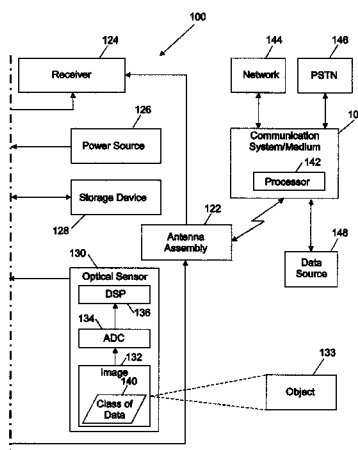 100
124
Receiver
126
Power Source
Storage Device
128
122
Antenna
Assembly
130
Optical Sensor
DSP
136
134
ADC
132
Image
140
Class of
Data
144
Network
146
PSTN
10
Communication
System/Medium
142
Processor
148
Data
Source
133
Object